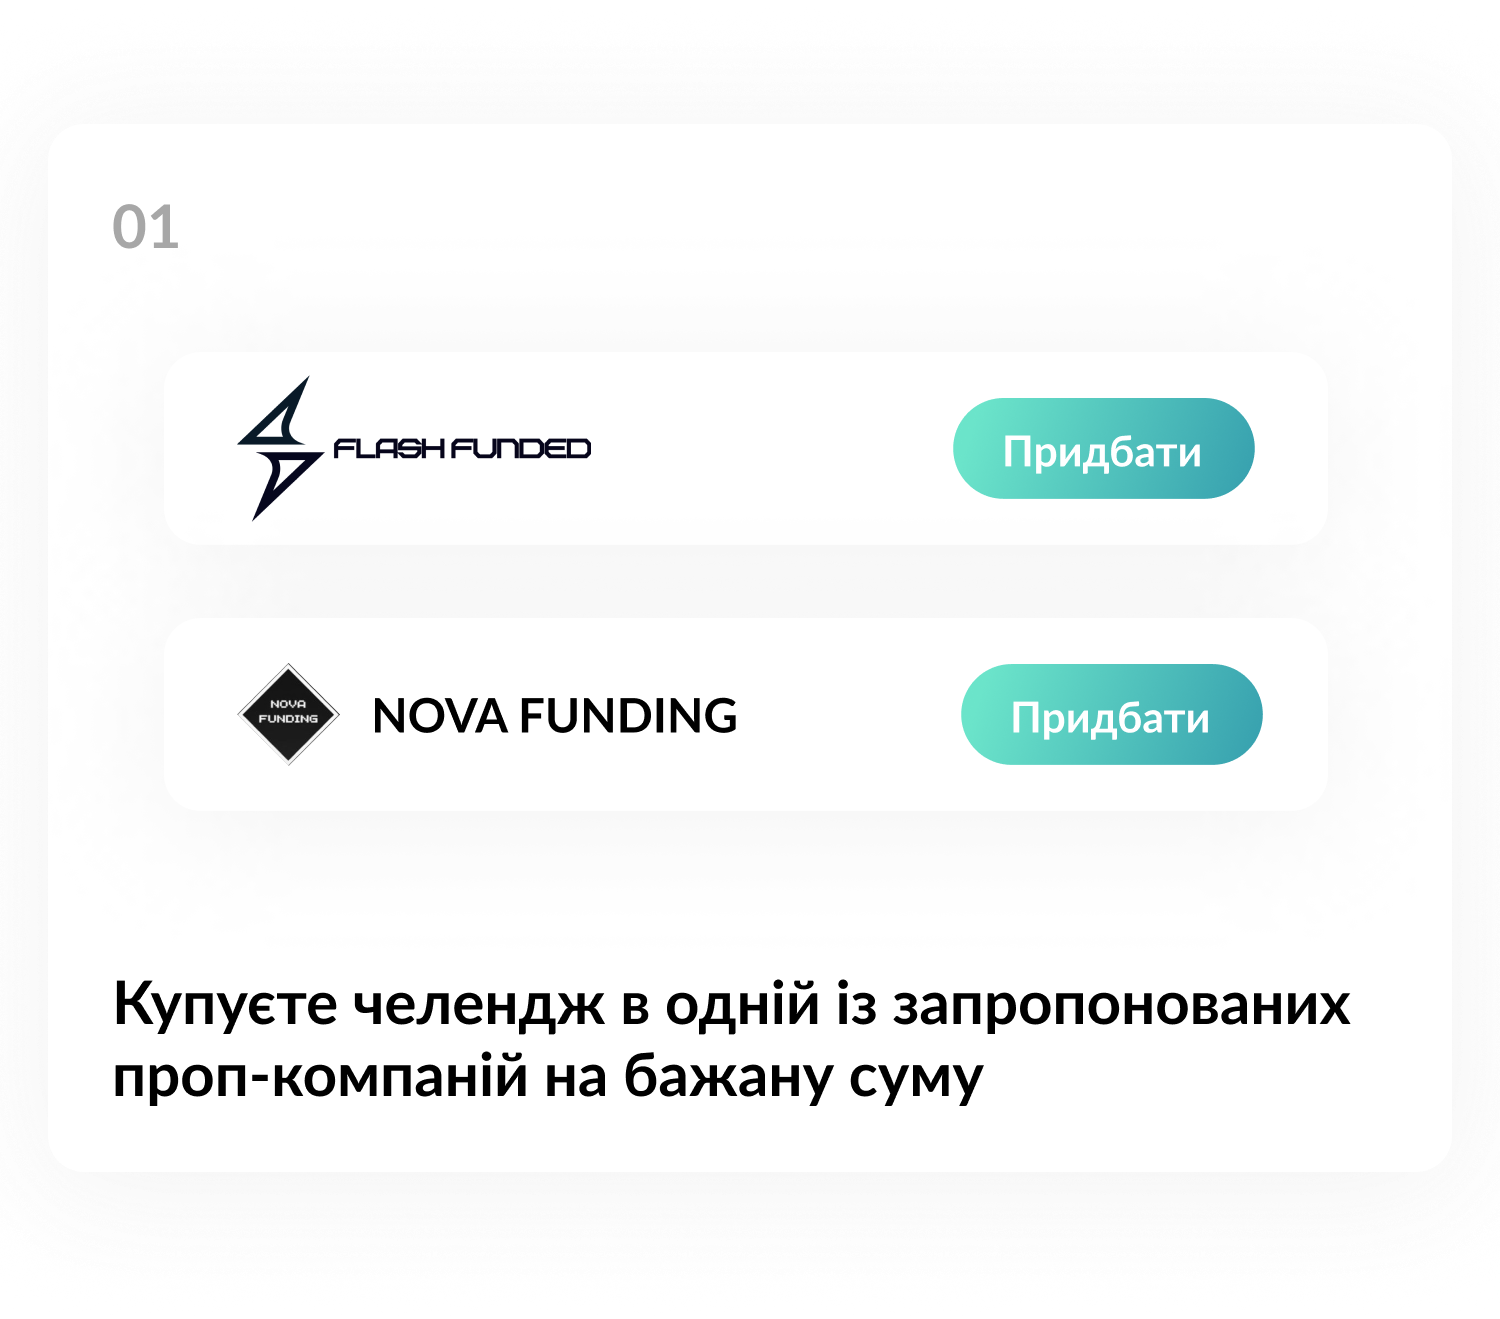 01
FLASH FUNDED
Придбати
NOVA
FUNDING
NOVA FUNDING
Придбати
Купуєте челендж в одній із запропонованих
проп-компаній на бажану суму